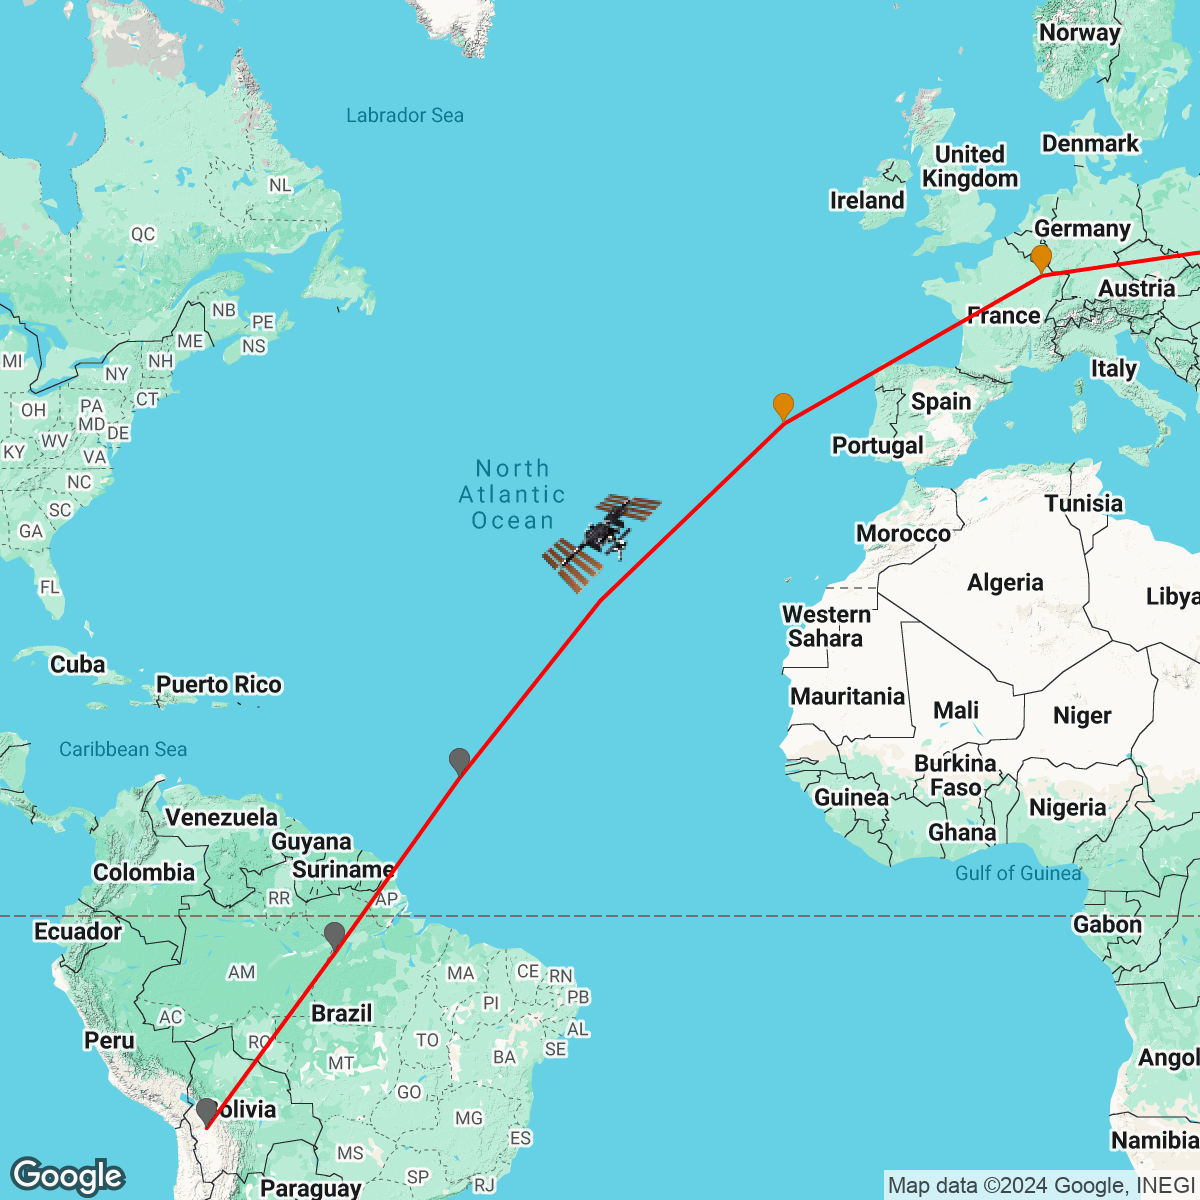 Norway
Labrador Sea
Denmark
United
Kingdom
NL
Ireland
QC
Germany
Austria
NB
PE
France
ME
NS
MI
NH
NY
Italy
CT
Spain
OH
PA
MD
DE
WV
Portugal
KY
VA
North
Atlantic
Ocean
NC
Tunisia
SC
GA
Morocco
Algeria
FL
Libya
Western
Sahara
Cuba
Puerto Rico
Mauritania
Mali
Niger
Caribbean Sea
Burkina
Faso
Guinea
Nigeria
Venezuela
Ghana
Guyana
Suriname
Colombia
Gulf of Guinea
RR
AP
Ecuador
Gabon
AM
MA
CE
RN
PB
PI
Brazil
AC
AL
Peru
RO
TO
SE
MT
BA
Angol
GO
Bolivia
MG
ES
Namibia
MS
SP
Google
Paraguay
RJ
Map data ©2024 Google, INEGI